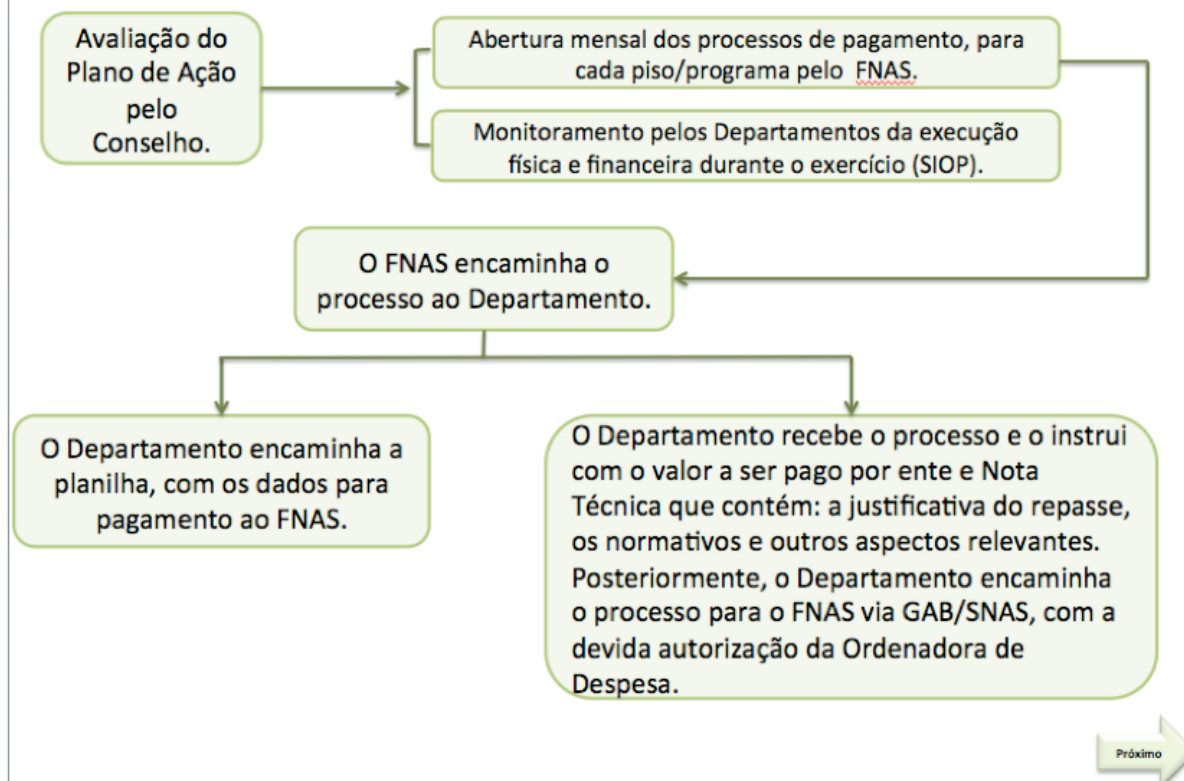 Avaliação do
Plano de Ação
pelo
Conselho.
Abertura mensal dos processos de pagamento, para
cada piso/programa pelo FNAS.
Monitoramento pelos Departamentos da execução
física e financeira durante o exercício (SIOP).
O FNAS encaminha o
processo ao Departamento.
O Departamento encaminha a
planilha, com os dados para
pagamento ao FNAS.
O Departamento recebe o processo e o instrui
com o valor a ser pago por ente e Nota
Técnica que contém: a justificativa do repasse,
os normativos e outros aspectos relevantes.
Posteriormente, o Departamento encaminha
o processo para o FNAS via GAB/SNAS, com a
devida autorização da Ordenadora de
Despesa.
Próximo